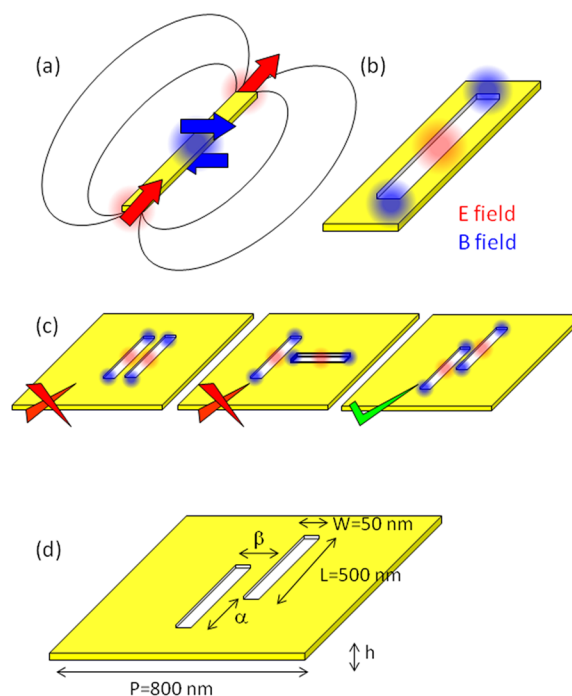 (a)
(b)
E field
B field
(c)
(d)
W=50 nm
β
L=500 nm
α
h
P=800 nm